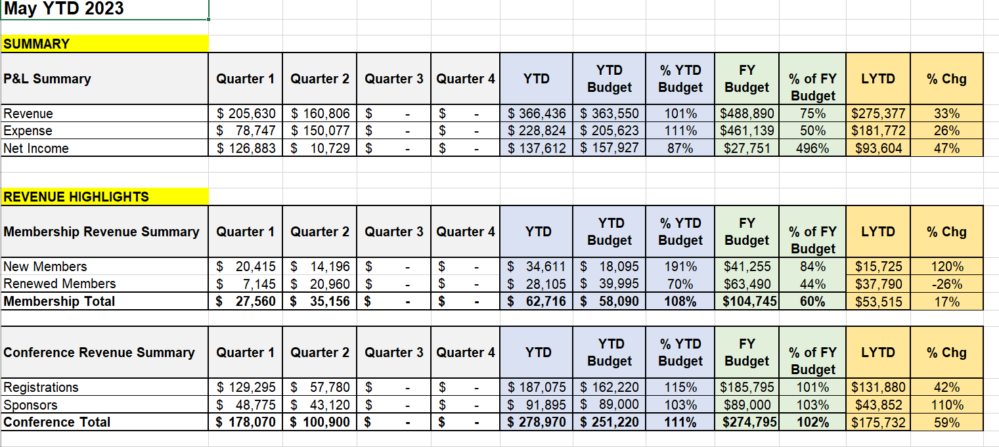 May YTD 2023
SUMMARY
P&L Summary Quarter 1 Quarter 2 Quarter 3 Quarter 4 YTD YTD Budget % YTD Budget FY Budget % of FY Budget LYTD % Chg
Revenue $ 205,630 $ 160,806 $ - $ - $ 366,436 $ 363,550 101% $488,890 75% $275,377 33%
Expense $ 78,747 $ 150,077 $ - $ - $ 228,824 $ 205,623 111% $461,139 50% $181,772 26%
Net Income $ 126,883 $ 10,729 $ - $ - $ 137,612 $ 157,927 87% $27,751 496% $93,604 47%
REVENUE HIGHLIGHTS
Membership Revenue Summary Quarter 1 Quarter 2 Quarter 3 Quarter 4 YTD YTD Budget % YTD Budget FY Budget % of FY Budget LYTD % Chg
New Members $ 20,415 $ 14,196 $ - $ - $ 34,611 $ 18,095 191% $41,255 84% $15,725 120%
Renewed Members $ 7,145 $ 20,960 $ - $ - $ 28,105 $ 39,995 70% $63,490 44% $37,790 -26%
Membership Total $ 27,560 $ 35,156 $ - $ - $ 62,716 $ 58,090 108% $104,745 60% $53,515 17%
Conference Revenue Summary Quarter 1 Quarter 2 Quarter 3 Quarter 4 YTD YTD Budget % YTD Budget FY Budget % of FY Budget LYTD % Chg
Registrations $ 129,295 $ 57,780 $ - $ - $ 187,075 $ 162,220 115% $185,795 101% $131,880 42%
Sponsors $ 48,775 $ 43,120 $ - $ - $ 91,895 $ 89,000 103% $89,000 103% $43,852 110%
Conference Total $ 178,070 $ 100,900 $ - $ - $ 278,970 $ 251,220 111% $274,795 102% $175,732 59%